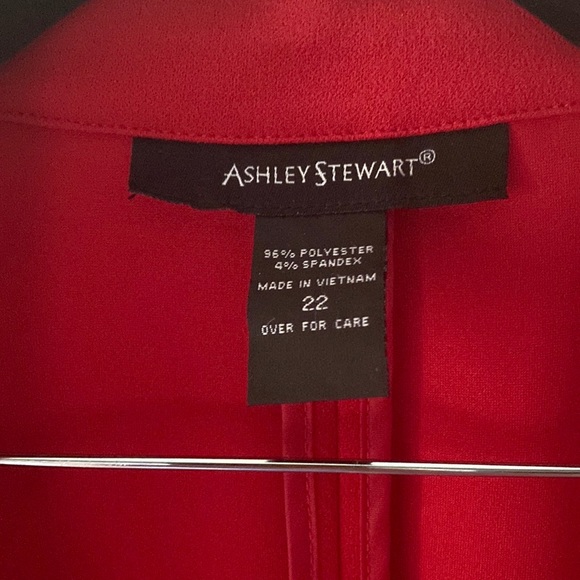 ASHLEY STEWART®
96% POLYESTER
4% SPANDEX
MADE IN VIETNAM
22
OVER FOR CARE